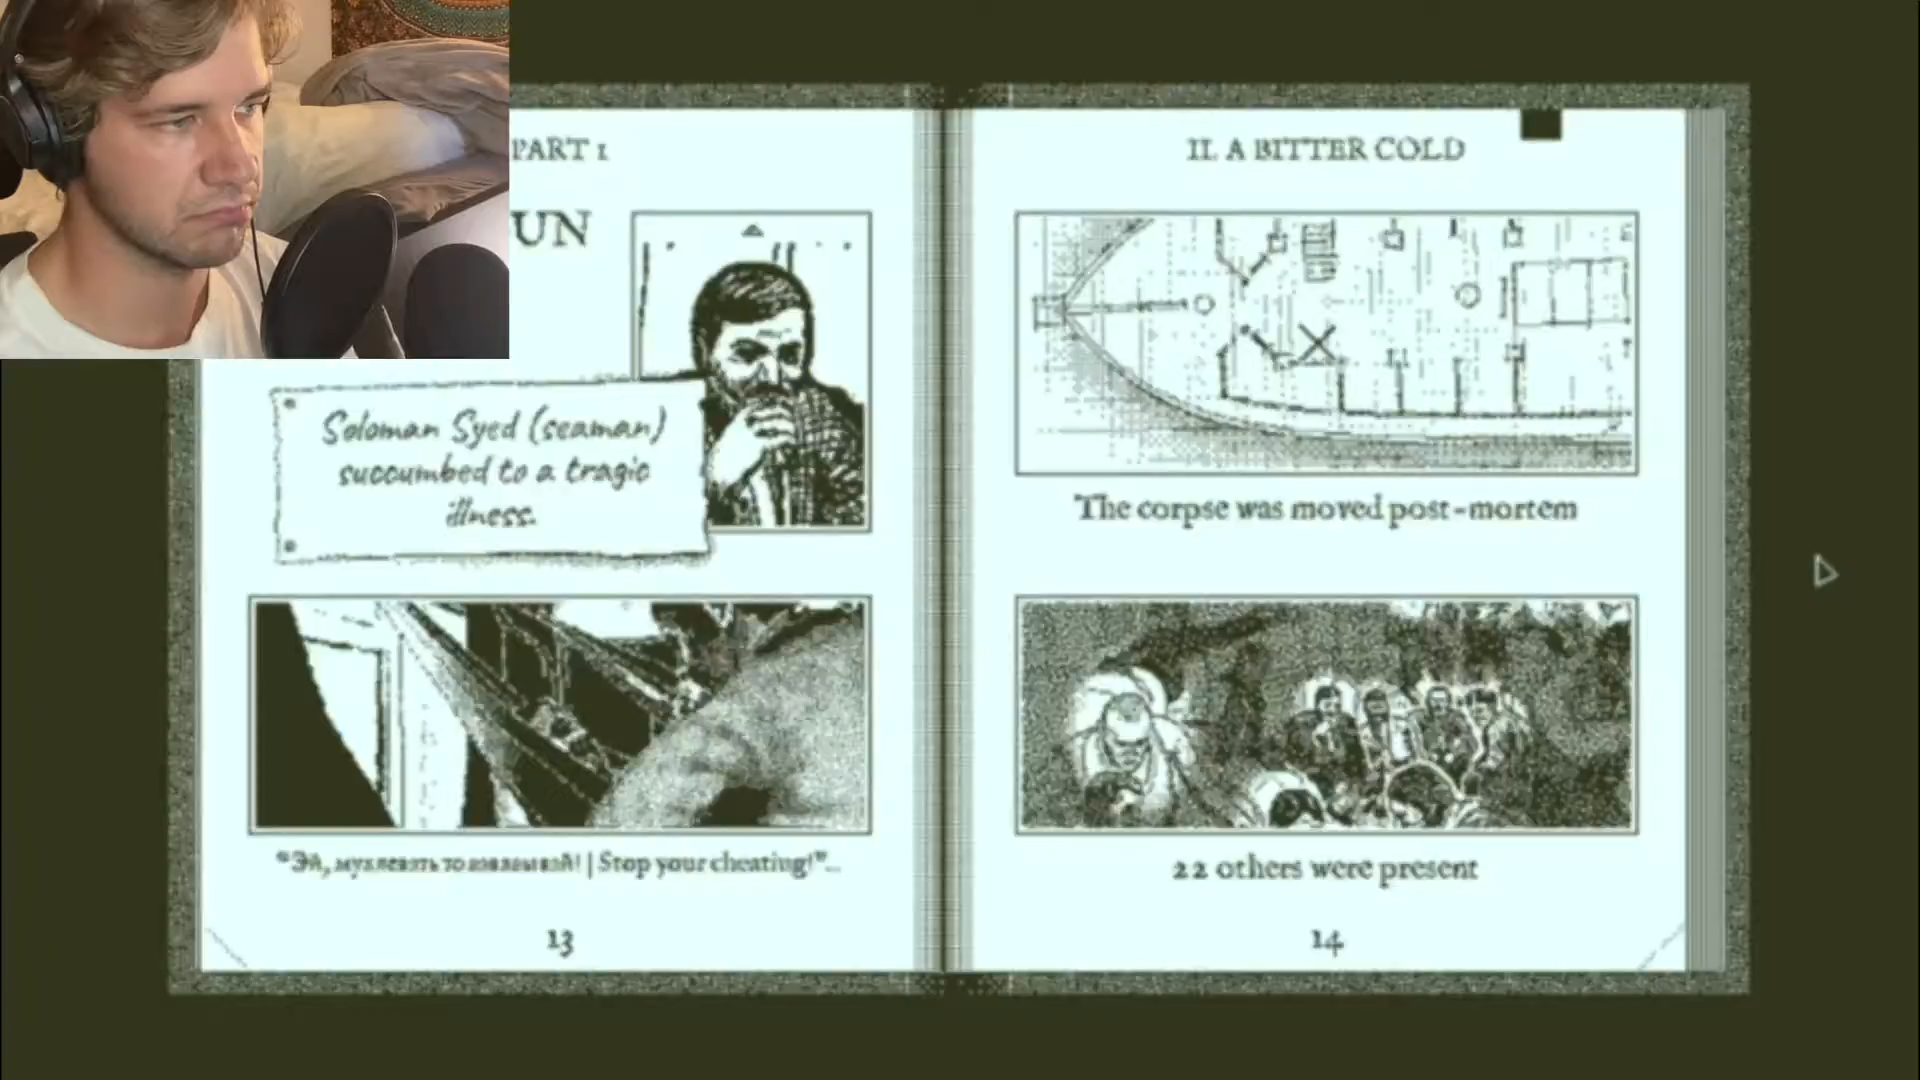 PART 1
UN
Soloman Syed (seaman)
succumbed to a tragic
illness.
Stop your cheating!"...
13
II. A BITTER COLD
The corpse was moved post-mortem
22 others were present
14